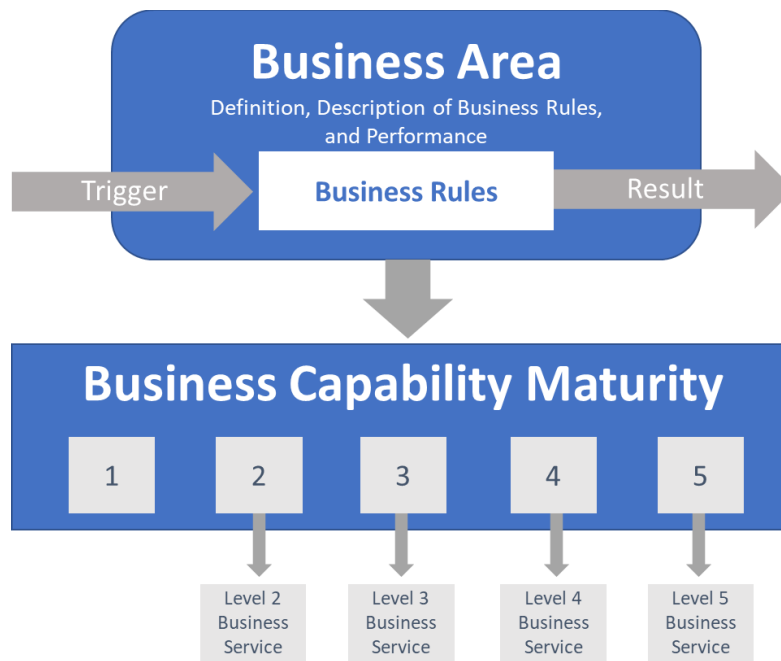 Business Area
Definition, Description of Business Rules,
and Performance
Trigger
Business Rules
Result
Business Capability Maturity
1
2
3
4
5
Level 2
Business
Service
Level 3
Business
Service
Level 4
Business
Service
Level 5
Business
Service